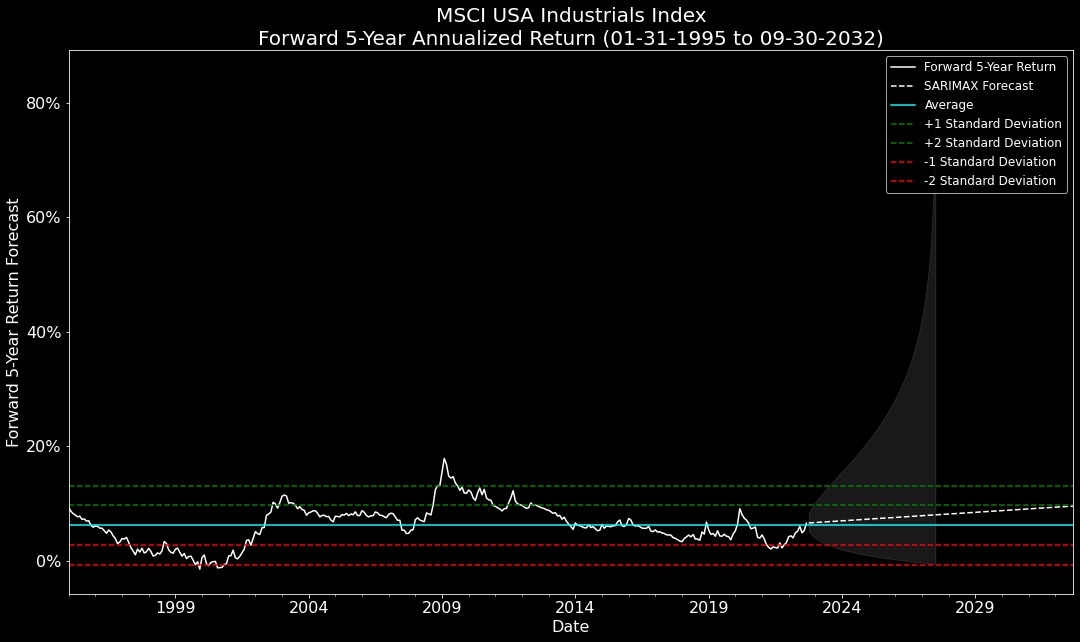 MSCI USA Industrials Index
Forward 5-Year Annualized Return (01-31-1995 to 09-30-2032)
Forward 5-Year Return
SARIMAX Forecast
Average
+1 Standard Deviation
+2 Standard Deviation
-1 Standard Deviation
-2 Standard Deviation
Forward 5-Year Return Forecast
80%
60%
40%
20%
0%
1999 2004 2009 2014 2019 2024 2029
Date